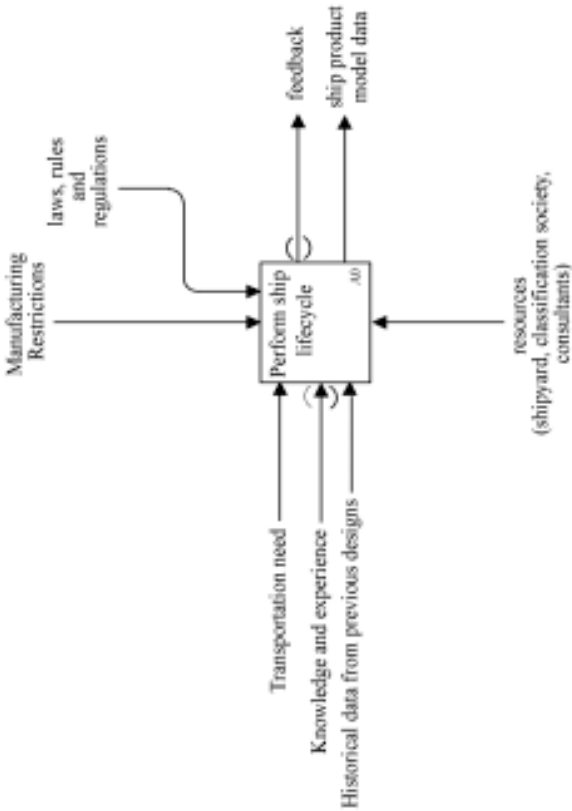 Manufacturing
Restrictions
laws, rules
and
regulations
Transportation need
Knowledge and experience
Historical data from previous designs
Perform ship
lifecycle
A0
feedback
ship product
model data
resources
(shipyard, classification society,
consultants)